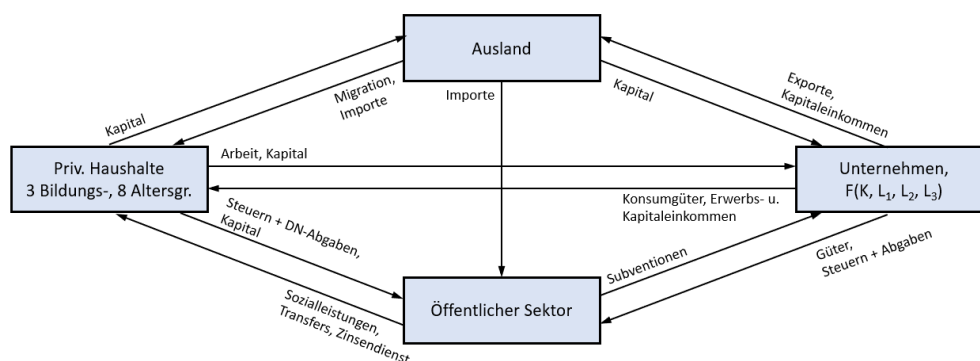 Ausland
Migration,
Importe
Importe
Kapital
Exporte,
Kapitaleinkommen
Kapital
Priv. Haushalte
3 Bildungs-, 8 Altersgr.
Arbeit, Kapital
Unternehmen,
F(K, L₁, L₂, L₃)
Konsumgüter, Erwerbs- u.
Kapitaleinkommen
Steuern + DN-Abgaben,
Kapital
Subventionen
Güter,
Steuern + Abgaben
Öffentlicher Sektor
Sozialleistungen,
Transfers, Zinsendienst